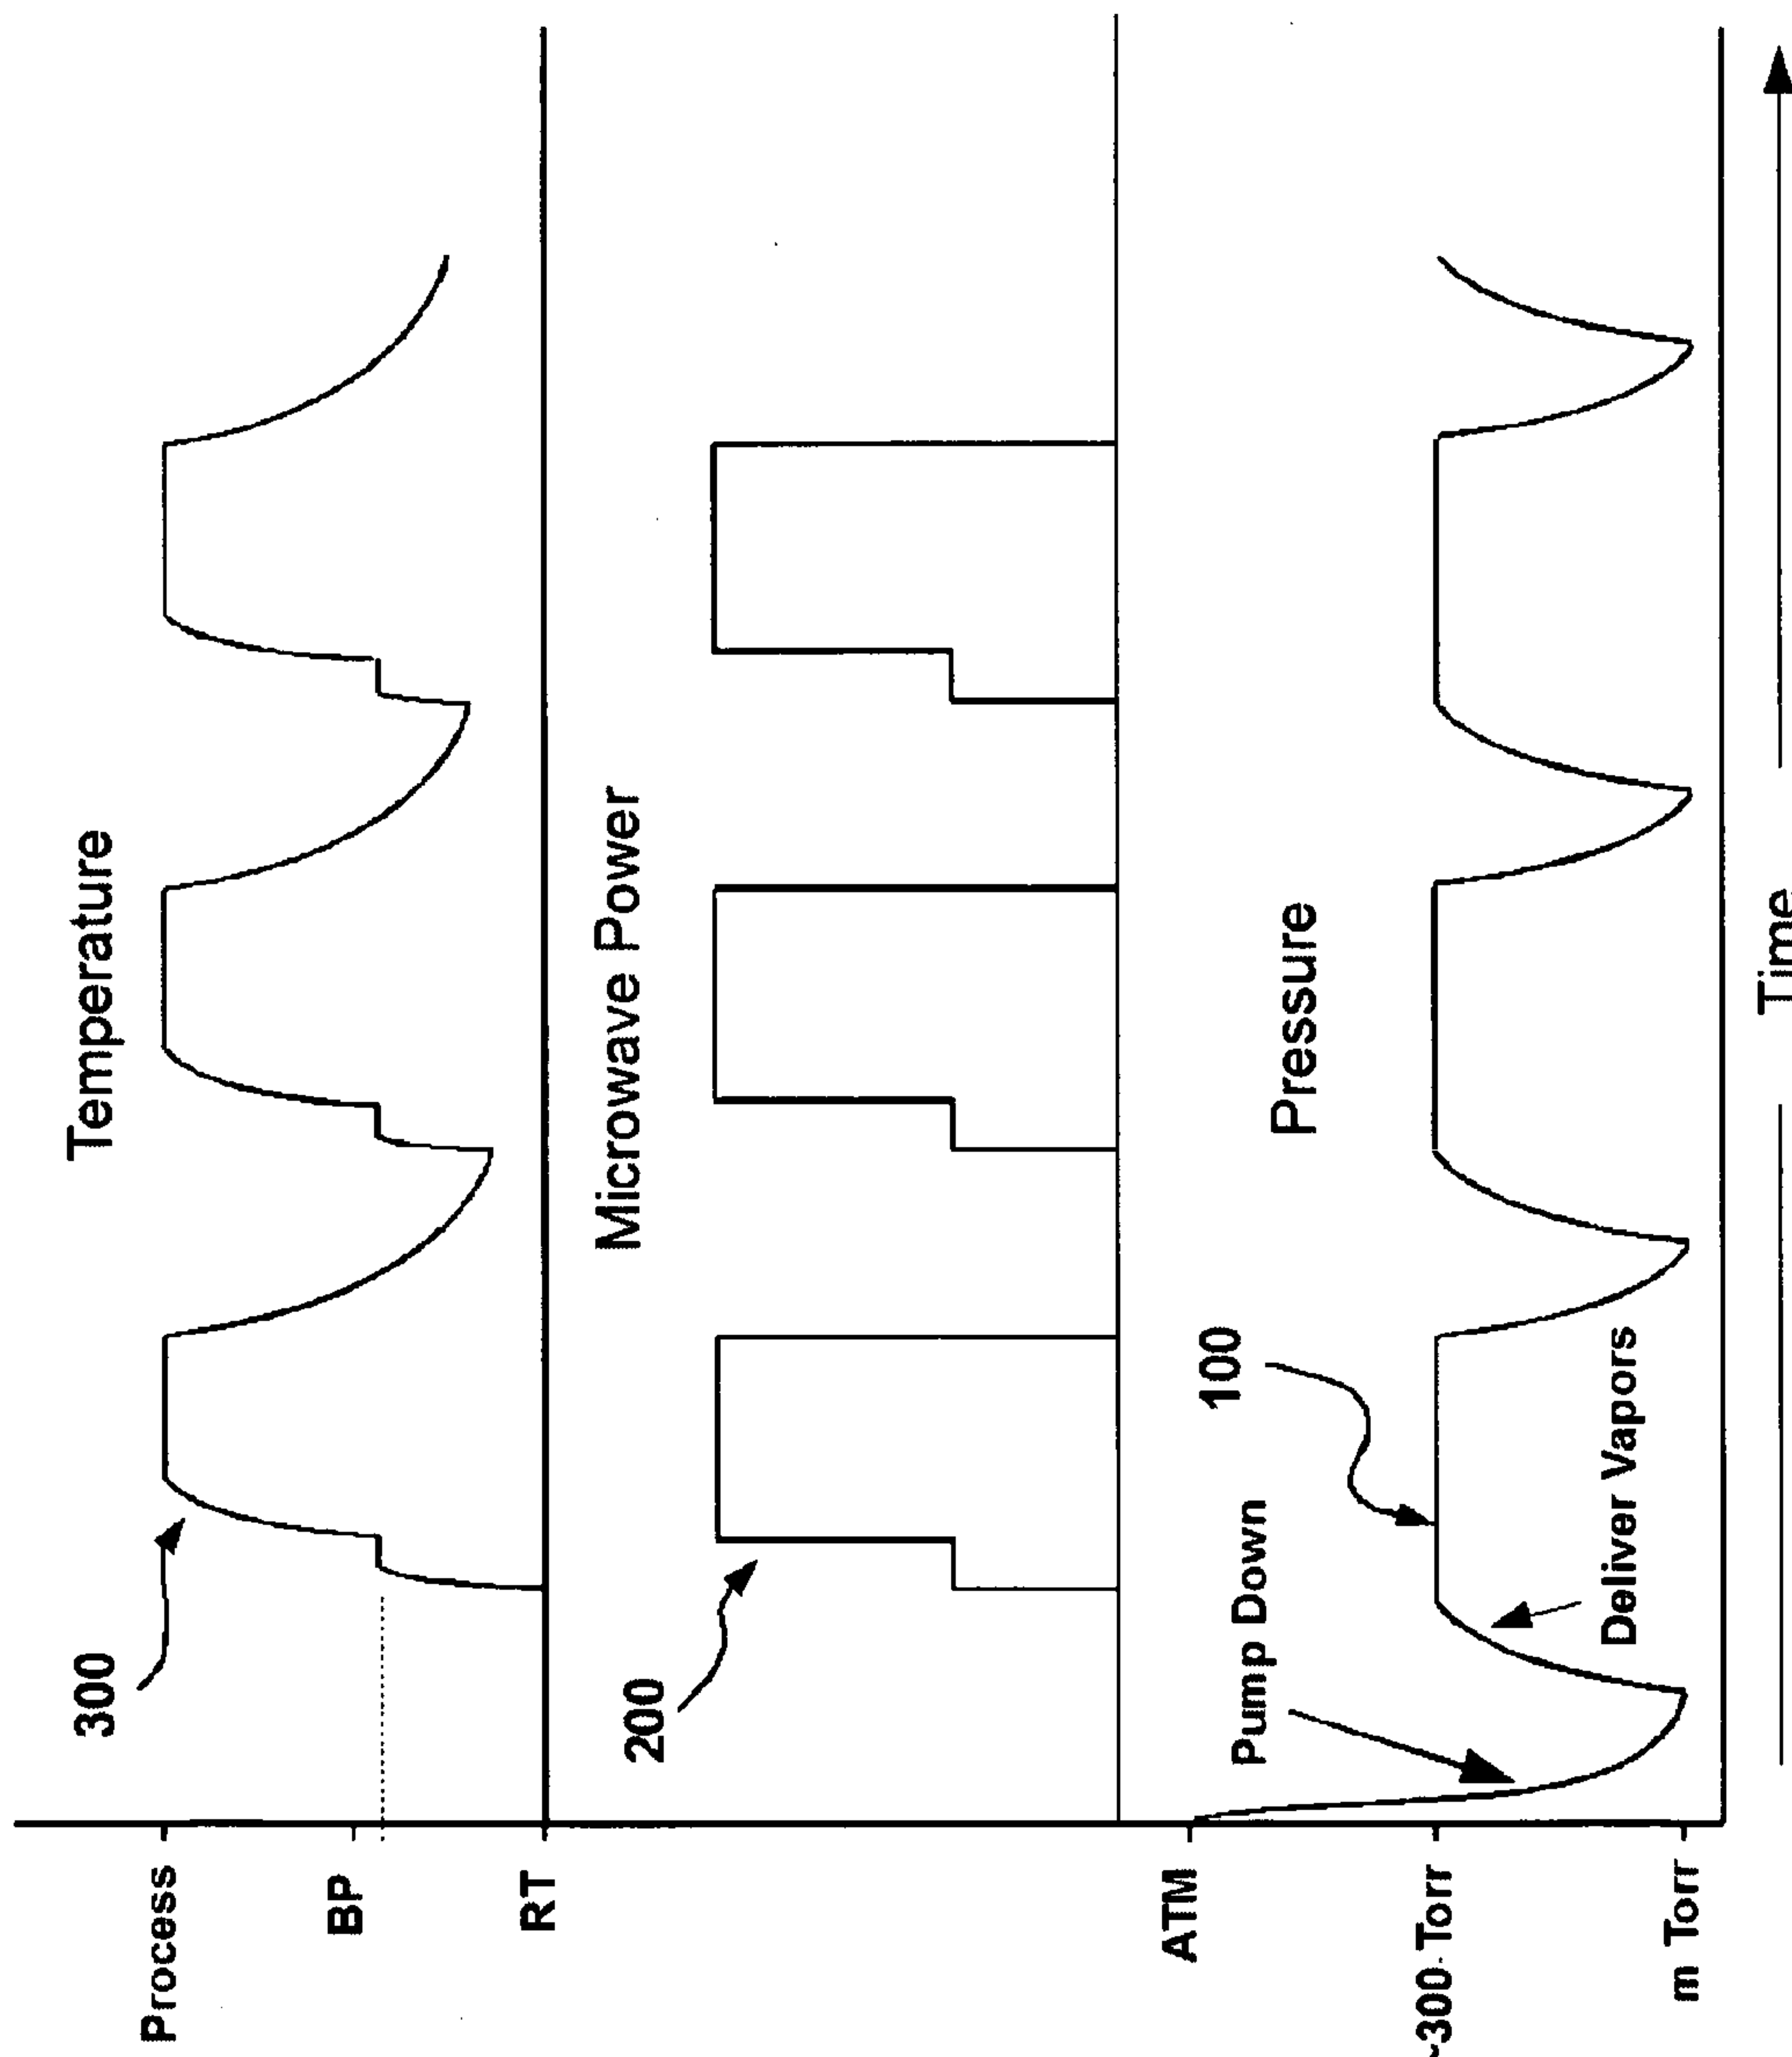 Temperature
300
Process
BP
RT
Microwave Power
200
Pressure
ATM
Pump Down
100
~300 Torr
Deliver Vapors
m Torr
Time